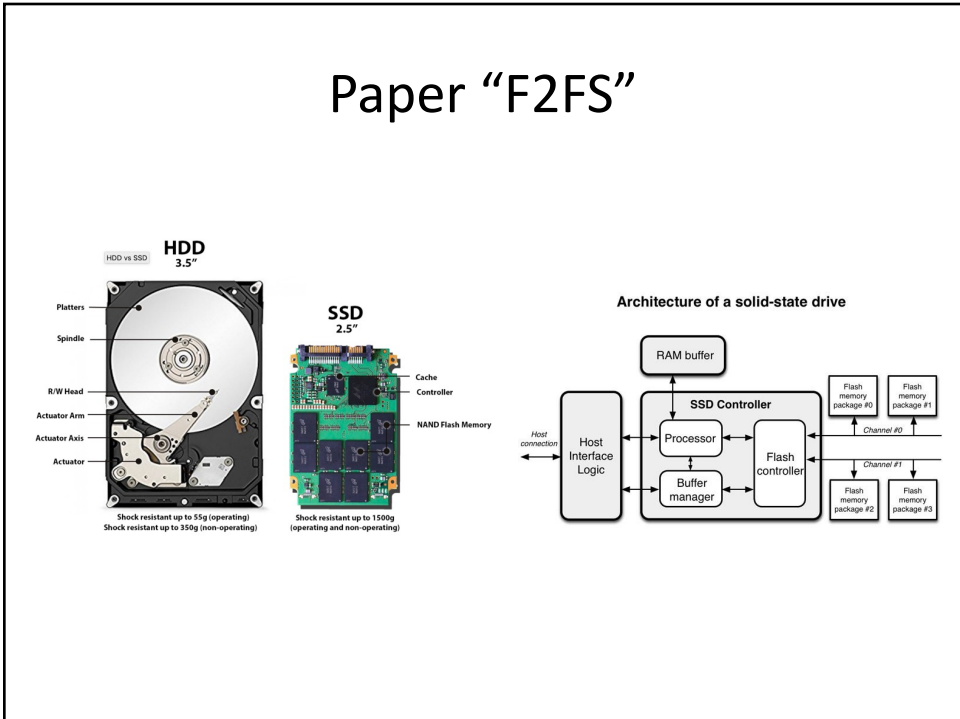 Paper “F2FS”
HDD vs SSD
HDD
3.5"
Platters
Spindle
R/W Head
Actuator Arm
Actuator Axis
Actuator
Shock resistant up to 55g (operating)
Shock resistant up to 350g (non-operating)
SSD
2.5"
Cache
Controller
NAND Flash Memory
Shock resistant up to 1500g
(operating and non-operating)
Architecture of a solid-state drive
RAM buffer
SSD Controller
Host
connection
Host
Interface
Logic
Processor
Buffer
manager
Flash
controller
Flash
memory
package #0
Flash
memory
package #1
Channel #0
Channel #1
Flash
memory
package #2
Flash
memory
package #3